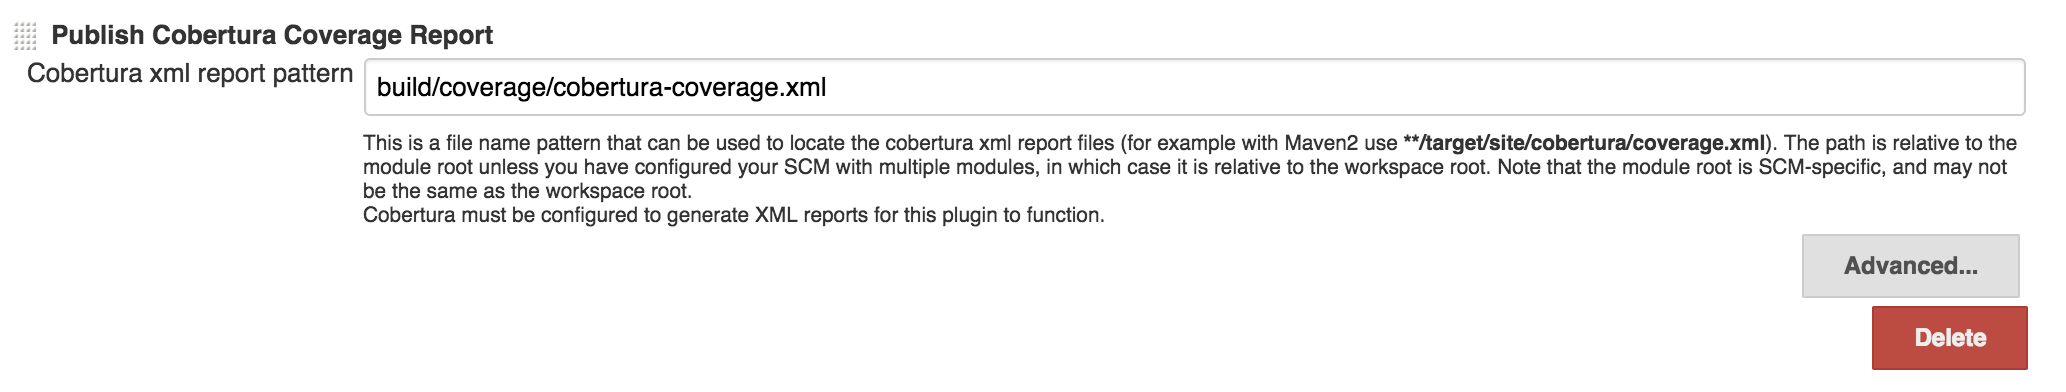 Publish Cobertura Coverage Report
Cobertura xml report pattern
build/coverage/cobertura-coverage.xml
This is a file name pattern that can be used to locate the cobertura xml report files (for example with Maven2 use **/target/site/cobertura/coverage.xml). The path is relative to the
module root unless you have configured your SCM with multiple modules, in which case it is relative to the workspace root. Note that the module root is SCM-specific, and may not
be the same as the workspace root.
Cobertura must be configured to generate XML reports for this plugin to function.
Advanced...
Delete